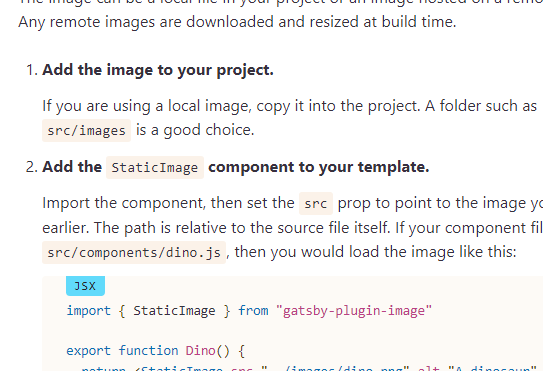 The image can be a local file in your project or an image hosted on a remo
Any remote images are downloaded and resized at build time.
1. Add the image to your project.
If you are using a local image, copy it into the project. A folder such as
src/images is a good choice.
2. Add the StaticImage component to your template.
Import the component, then set the src prop to point to the image yo
earlier. The path is relative to the source file itself. If your component fil
src/components/dino.js, then you would load the image like this:
JSX
import { StaticImage } from "gatsby-plugin-image"
export function Dino() {
return <StaticImage src="../images/dino.png" alt="A dinosaur"